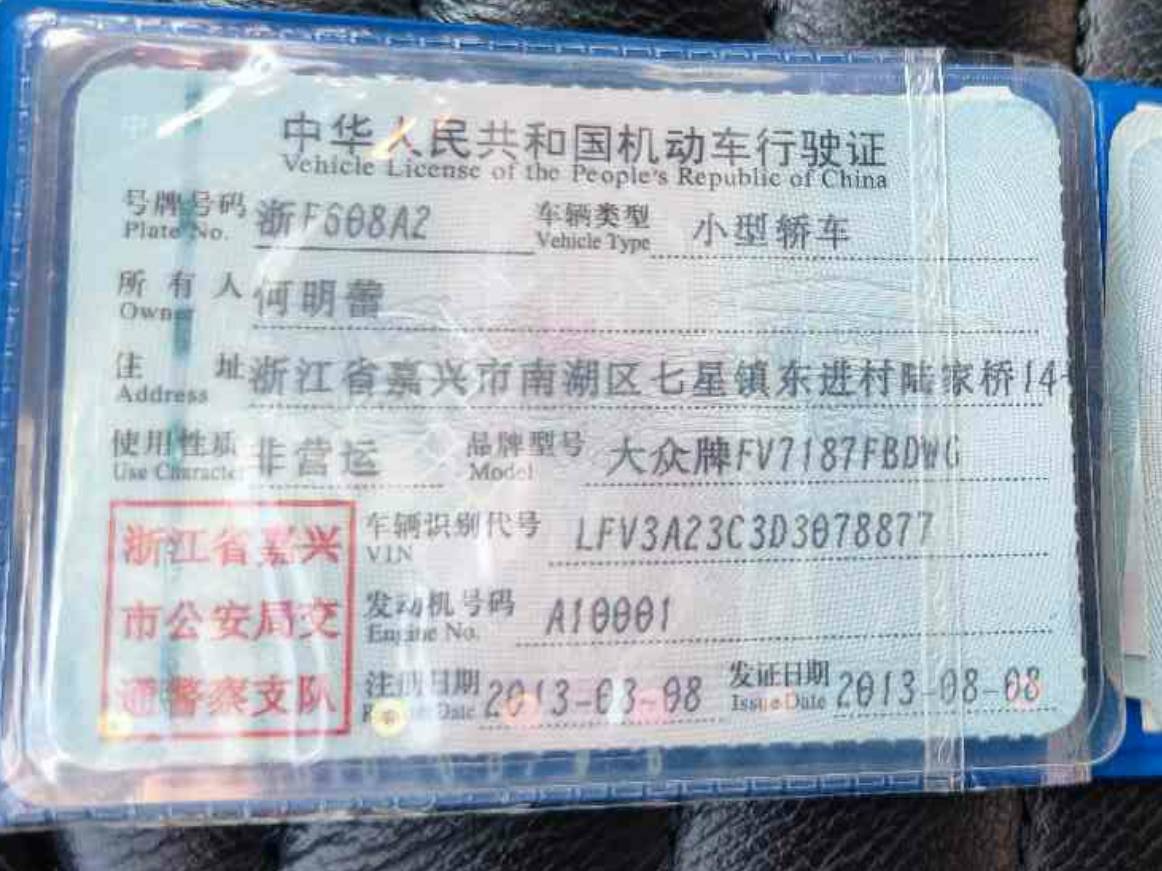 中华人民共和国机动车行驶证
Vehicle License of the People's Republic of China
号牌号码 浙F608A2 车辆类型 小型轿车
Plate No. Vehicle Type
所有人 何明蕾
Owner
住址 浙江省嘉兴市南湖区七星镇东进村陆家桥14
Address
使用性质 非营运 品牌型号 大众牌FV7187FBDWG
Use Character Model
浙江省嘉兴
市公安局交
通警察支队
车辆识别代号 LFV3A23C3D3078877
VIN
发动机号码 A10001
Engine No.
注册日期 2013-08-08 发证日期 2013-08-08
Date Issue Date